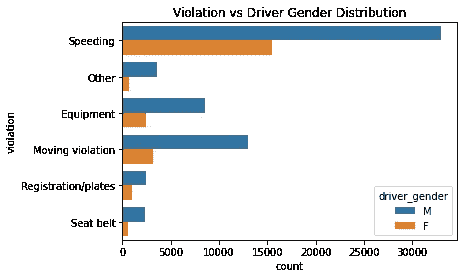 Violation vs Driver Gender Distribution
violation
Speeding
Other
Equipment
Moving violation
Registration/plates
Seat belt
driver_gender
M
F
0 5000 10000 15000 20000 25000 30000
count